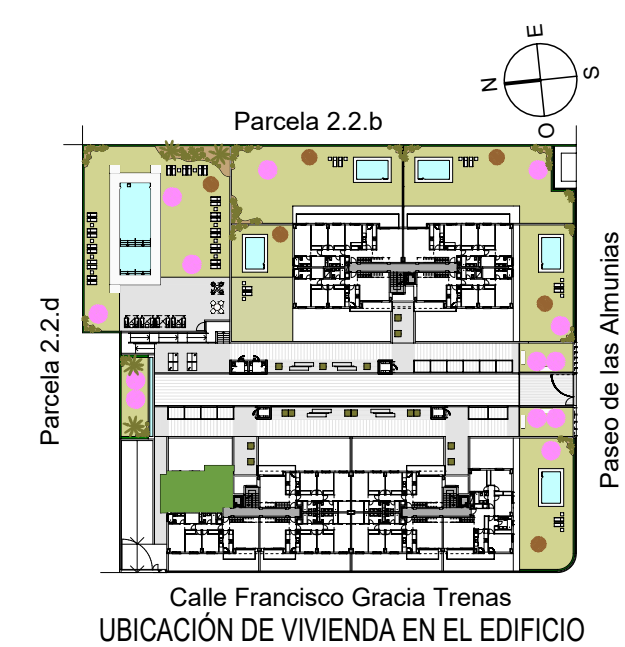 E
N
S
O
Parcela 2.2.b
Parcela 2.2.d
Paseo de las Almunias
Calle Francisco Gracia Trenas
UBICACIÓN DE VIVIENDA EN EL EDIFICIO